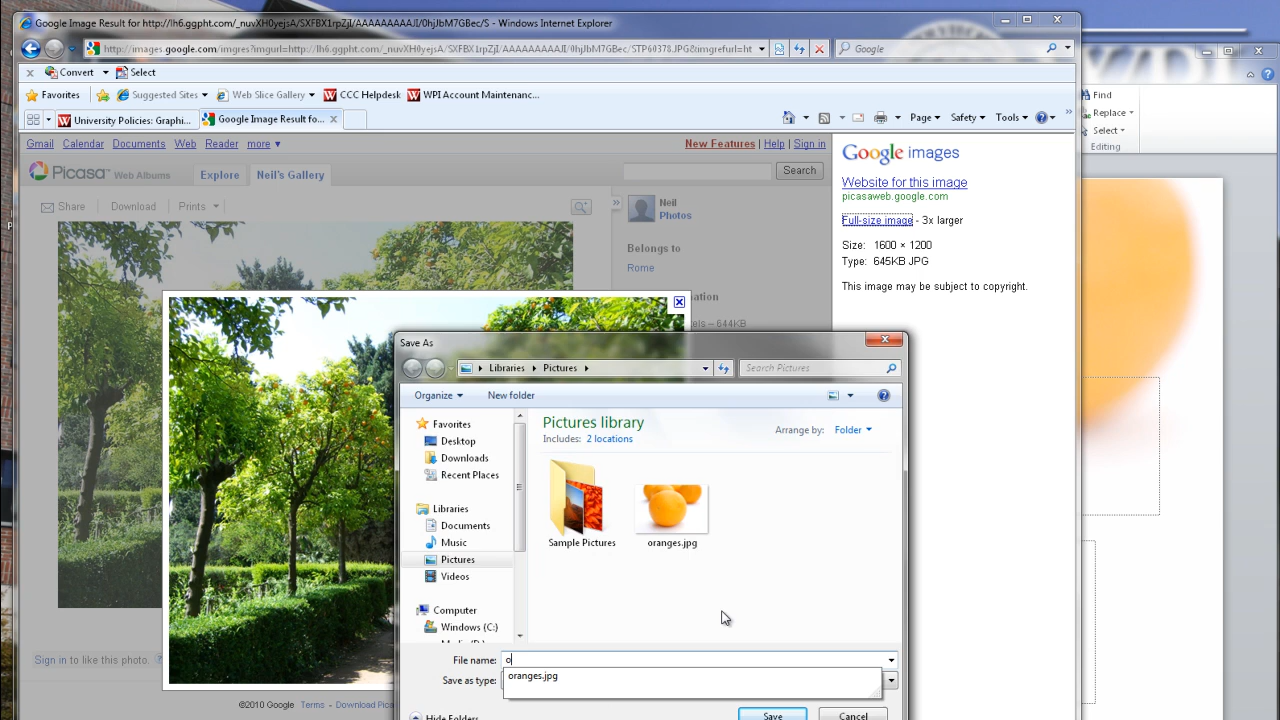 Google Image Result for http://lh6.ggpht.com/_nuvXH0yejsA/SXFBX1rpZjI/AAAAAAAAAJI/0hjJbM7GBec/S - Windows Internet Explorer
http://images.google.com/imgres?imgurl=http://lh6.ggpht.com/_nuvXH0yejsA/SXFBX1rpZjI/AAAAAAAAAJI/0hjJbM7GBec/STP60378.JPG&imgrefurl=ht
Google
Convert Select
Favorites Suggested Sites Web Slice Gallery CCC Helpdesk WPI Account Maintenanc...
University Policies: Graphi... Google Image Result fo... Page Safety Tools
Gmail Calendar Documents Web Reader more New Features | Help | Sign in
Picasa Web Albums Explore Neil's Gallery Search
Share Download Prints
Neil
Photos
Belongs to
Rome
Google images
Website for this image
picasaweb.google.com
Full-size image - 3x larger
Size: 1600 × 1200
Type: 645KB JPG
This image may be subject to copyright.
Find
Replace
Select
Editing
Save As
Libraries Pictures Search Pictures
Organize New folder
Favorites
Desktop
Downloads
Recent Places
Libraries
Documents
Music
Pictures
Videos
Computer
Windows (C:)
Pictures library
Includes: 2 locations
Arrange by: Folder
Sample Pictures
oranges.jpg
File name: o
oranges.jpg
Save as type:
Hide Folders Save Cancel
Sign in to like this photo.
©2010 Google Terms - Download Pica